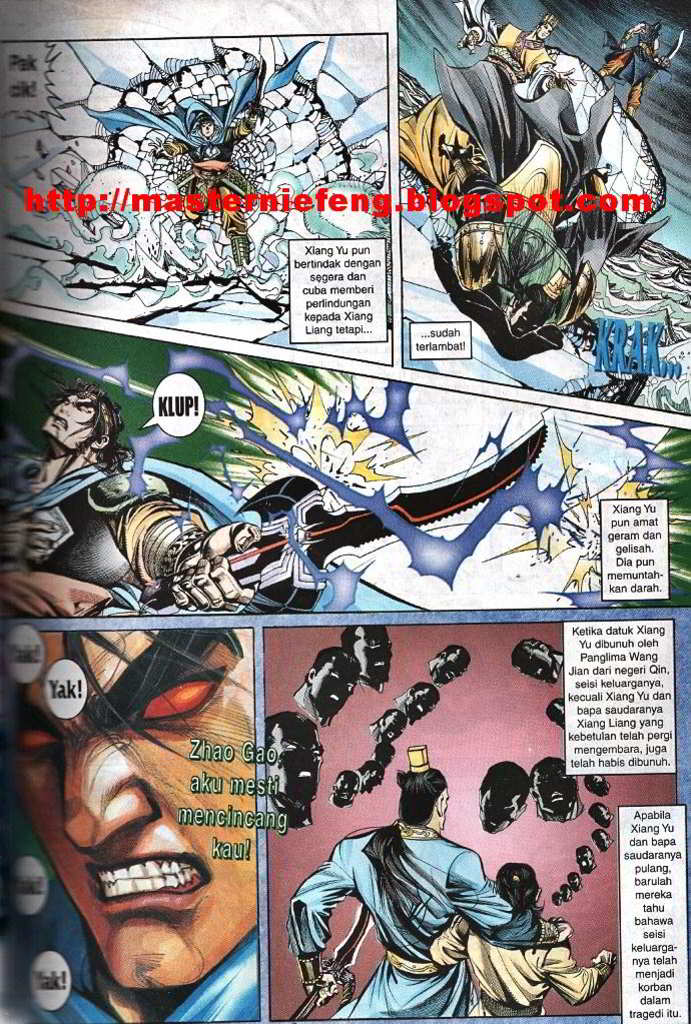 Pak
cik!
http://masterniefeng.blogspot.com
Xiang Yu pun
bertindak dengan
segera dan
cuba memberi
perlindungan
kepada Xiang
Liang tetapi...
...sudah
terlambat!
KRAK...
KLUP!
Xiang Yu
pun amat
geram dan
gelisah.
Dia pun
memuntah-
kan darah.
Yak!
Yak!
Zhao Gao,
aku mesti
mencincang
kau!
Yak!
Yak!
Ketika datuk Xiang
Yu dibunuh oleh
Panglima Wang
Jian dari negeri Qin,
seisi keluarganya,
kecuali Xiang Yu dan
bapa saudaranya
Xiang Liang yang
kebetulan telah pergi
mengembara, juga
telah habis dibunuh.
Apabila
Xiang Yu
dan bapa
saudaranya
pulang,
barulah
mereka
tahu
bahawa
seisi
keluarga-
nya telah
menjadi
korban
dalam
tragedi itu.